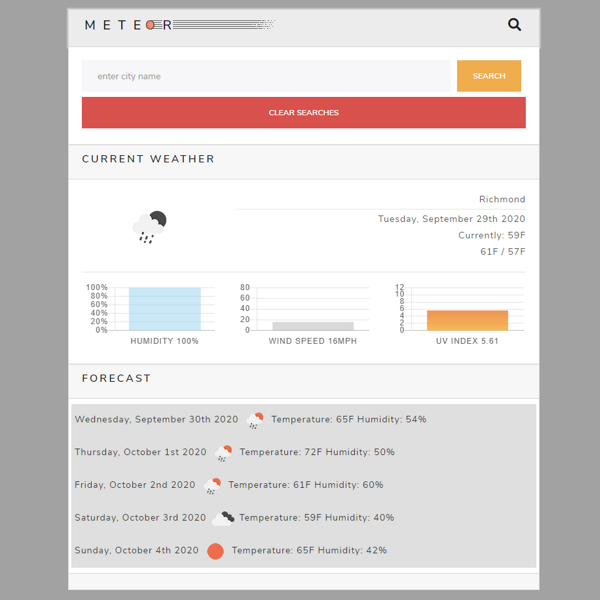 METEOR
enter city name
SEARCH
CLEAR SEARCHES
CURRENT WEATHER
Richmond
Tuesday, September 29th 2020
Currently: 59F
61F / 57F
100%
80%
60%
40%
20%
0%
HUMIDITY 100%
80
60
40
20
0
WIND SPEED 16MPH
12
10
8
6
4
2
0
UV INDEX 5.61
FORECAST
Wednesday, September 30th 2020 Temperature: 65F Humidity: 54%
Thursday, October 1st 2020 Temperature: 72F Humidity: 50%
Friday, October 2nd 2020 Temperature: 61F Humidity: 60%
Saturday, October 3rd 2020 Temperature: 59F Humidity: 40%
Sunday, October 4th 2020 Temperature: 65F Humidity: 42%